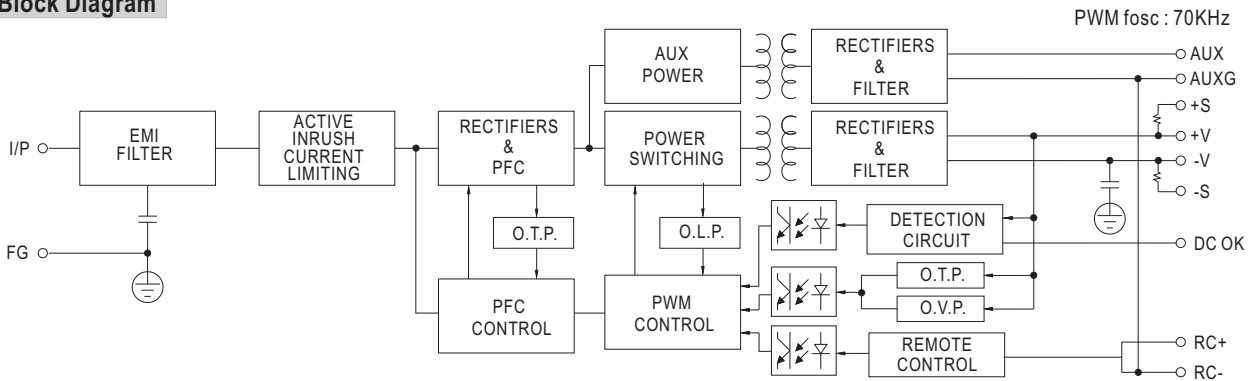 Block Diagram
PWM fosc : 70KHz
AUX
POWER
RECTIFIERS
&
FILTER
AUX
AUXG
I/P
EMI
FILTER
ACTIVE
INRUSH
CURRENT
LIMITING
RECTIFIERS
&
PFC
POWER
SWITCHING
RECTIFIERS
&
FILTER
+S
+V
-V
-S
FG
O.T.P.
O.L.P.
DETECTION
CIRCUIT
DC OK
PFC
CONTROL
PWM
CONTROL
O.T.P.
O.V.P.
REMOTE
CONTROL
RC+
RC-